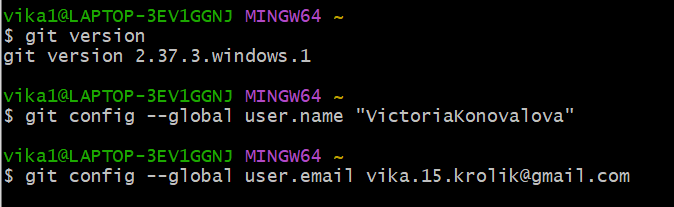 vika1@LAPTOP-3EV1GGNJ MINGW64 ~
$ git version
git version 2.37.3.windows.1
vika1@LAPTOP-3EV1GGNJ MINGW64 ~
$ git config --global user.name "VictoriaKonovalova"
vika1@LAPTOP-3EV1GGNJ MINGW64 ~
$ git config --global user.email vika.15.krolik@gmail.com